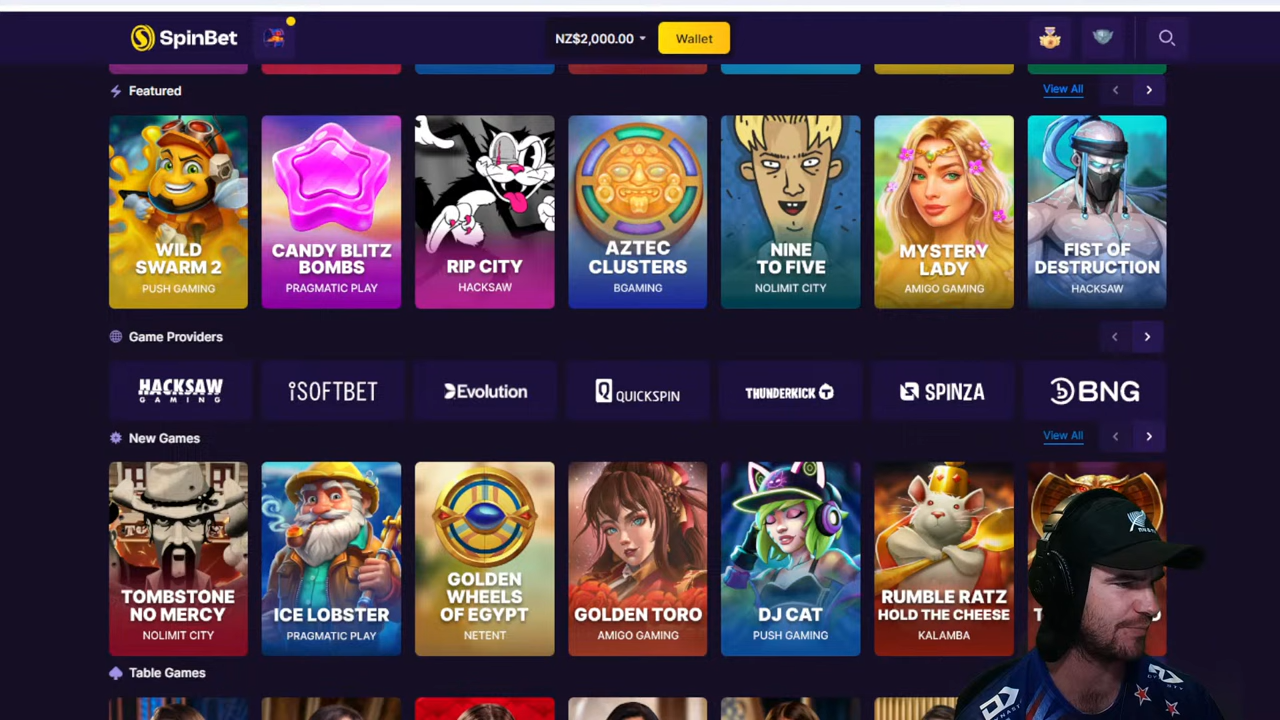 SpinBet
NZ$2,000.00
Wallet
Featured
View All
WILD
SWARM 2
PUSH GAMING
CANDY BLITZ
BOMBS
PRAGMATIC PLAY
RIP CITY
HACKSAW
AZTEC
CLUSTERS
BGAMING
NINE
TO FIVE
NOLIMIT CITY
MYSTERY
LADY
AMIGO GAMING
FIST OF
DESTRUCTION
HACKSAW
Game Providers
HACKSAW
GAMING
iSOFTBET
Evolution
QUICKSPIN
THUNDERKICK
SPINZA
BNG
New Games
View All
TOMBSTONE
NO MERCY
NOLIMIT CITY
ICE LOBSTER
PRAGMATIC PLAY
GOLDEN
WHEELS
OF EGYPT
NETENT
GOLDEN TORO
AMIGO GAMING
DJ CAT
PUSH GAMING
RUMBLE RATZ
HOLD THE CHEESE
KALAMBA
Table Games